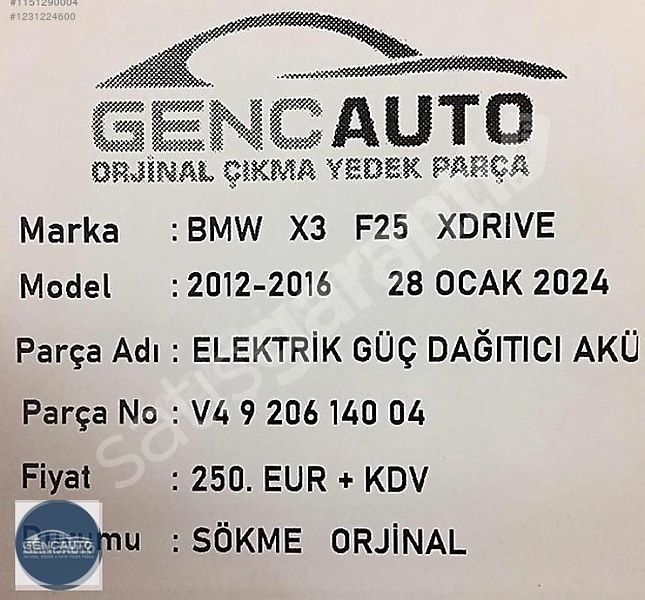 #1151290004
#1231224600
GENCAUTO
ORJİNAL ÇIKMA YEDEK PARÇA
Marka : BMW X3 F25 XDRIVE
Model : 2012-2016 28 OCAK 2024
Parça Adı : ELEKTRİK GÜÇ DAĞITICI AKÜ
Parça No : V4 9 206 140 04
Fiyat : 250. EUR + KDV
Durumu : SÖKME ORJİNAL
GENCAUTO
satışgaranti